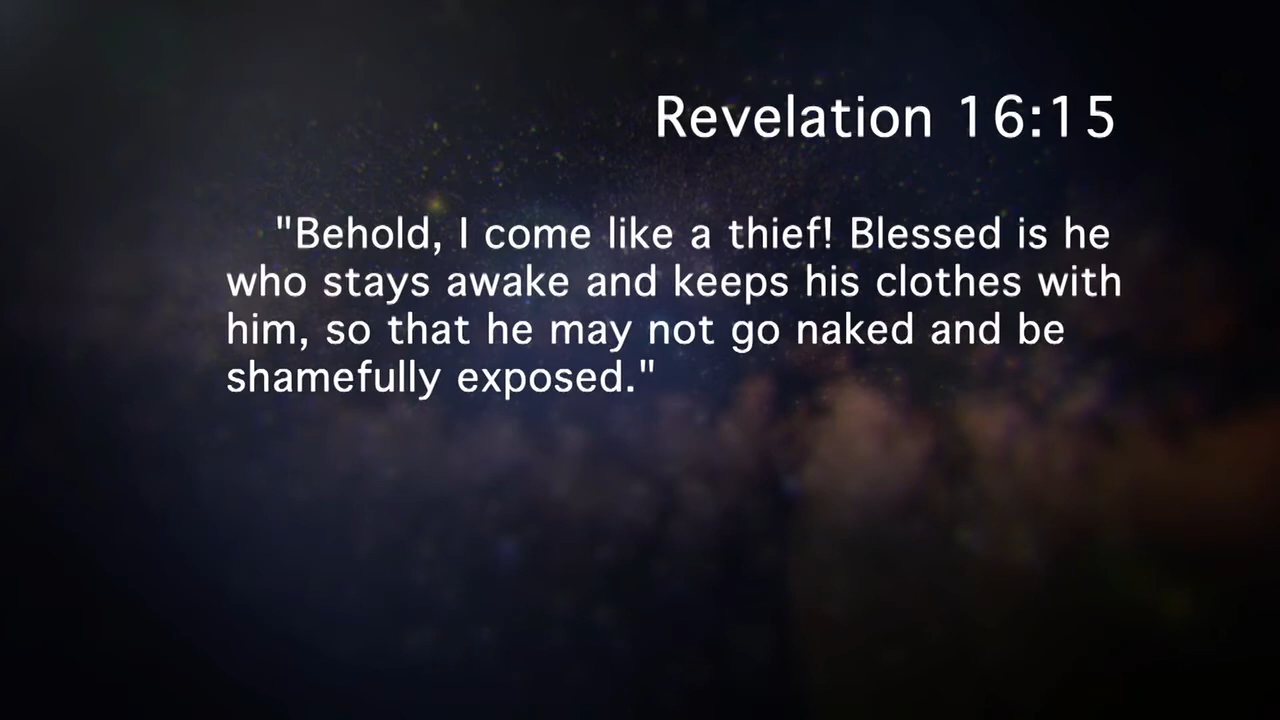 Revelation 16:15
"Behold, I come like a thief! Blessed is he
who stays awake and keeps his clothes with
him, so that he may not go naked and be
shamefully exposed."